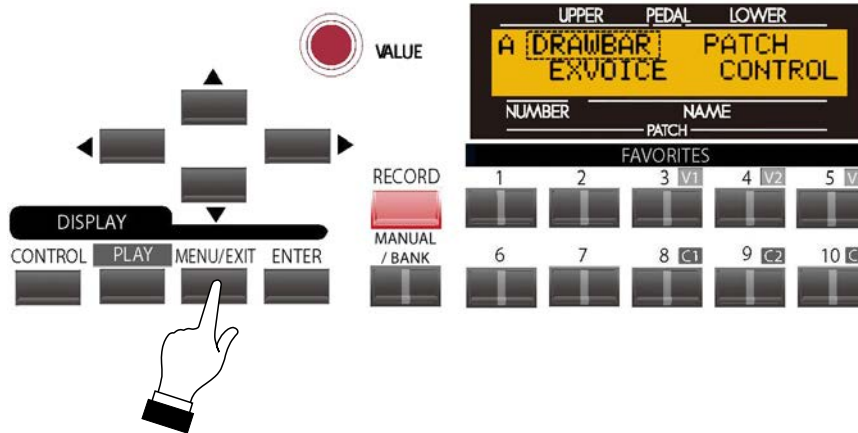 UPPER PEDAL LOWER
A DRAWBAR PATCH
EXVOICE CONTROL
NUMBER NAME
PATCH
VALUE
FAVORITES
RECORD 1 2 3 V1 4 V2 5 V
DISPLAY
CONTROL PLAY MENU/EXIT ENTER
MANUAL
/ BANK 6 7 8 C1 9 C2 10 C